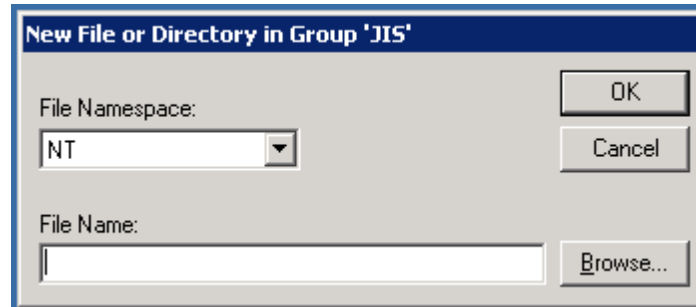 New File or Directory in Group 'JIS'
File Namespace:
NT
OK
Cancel
File Name:
Browse...